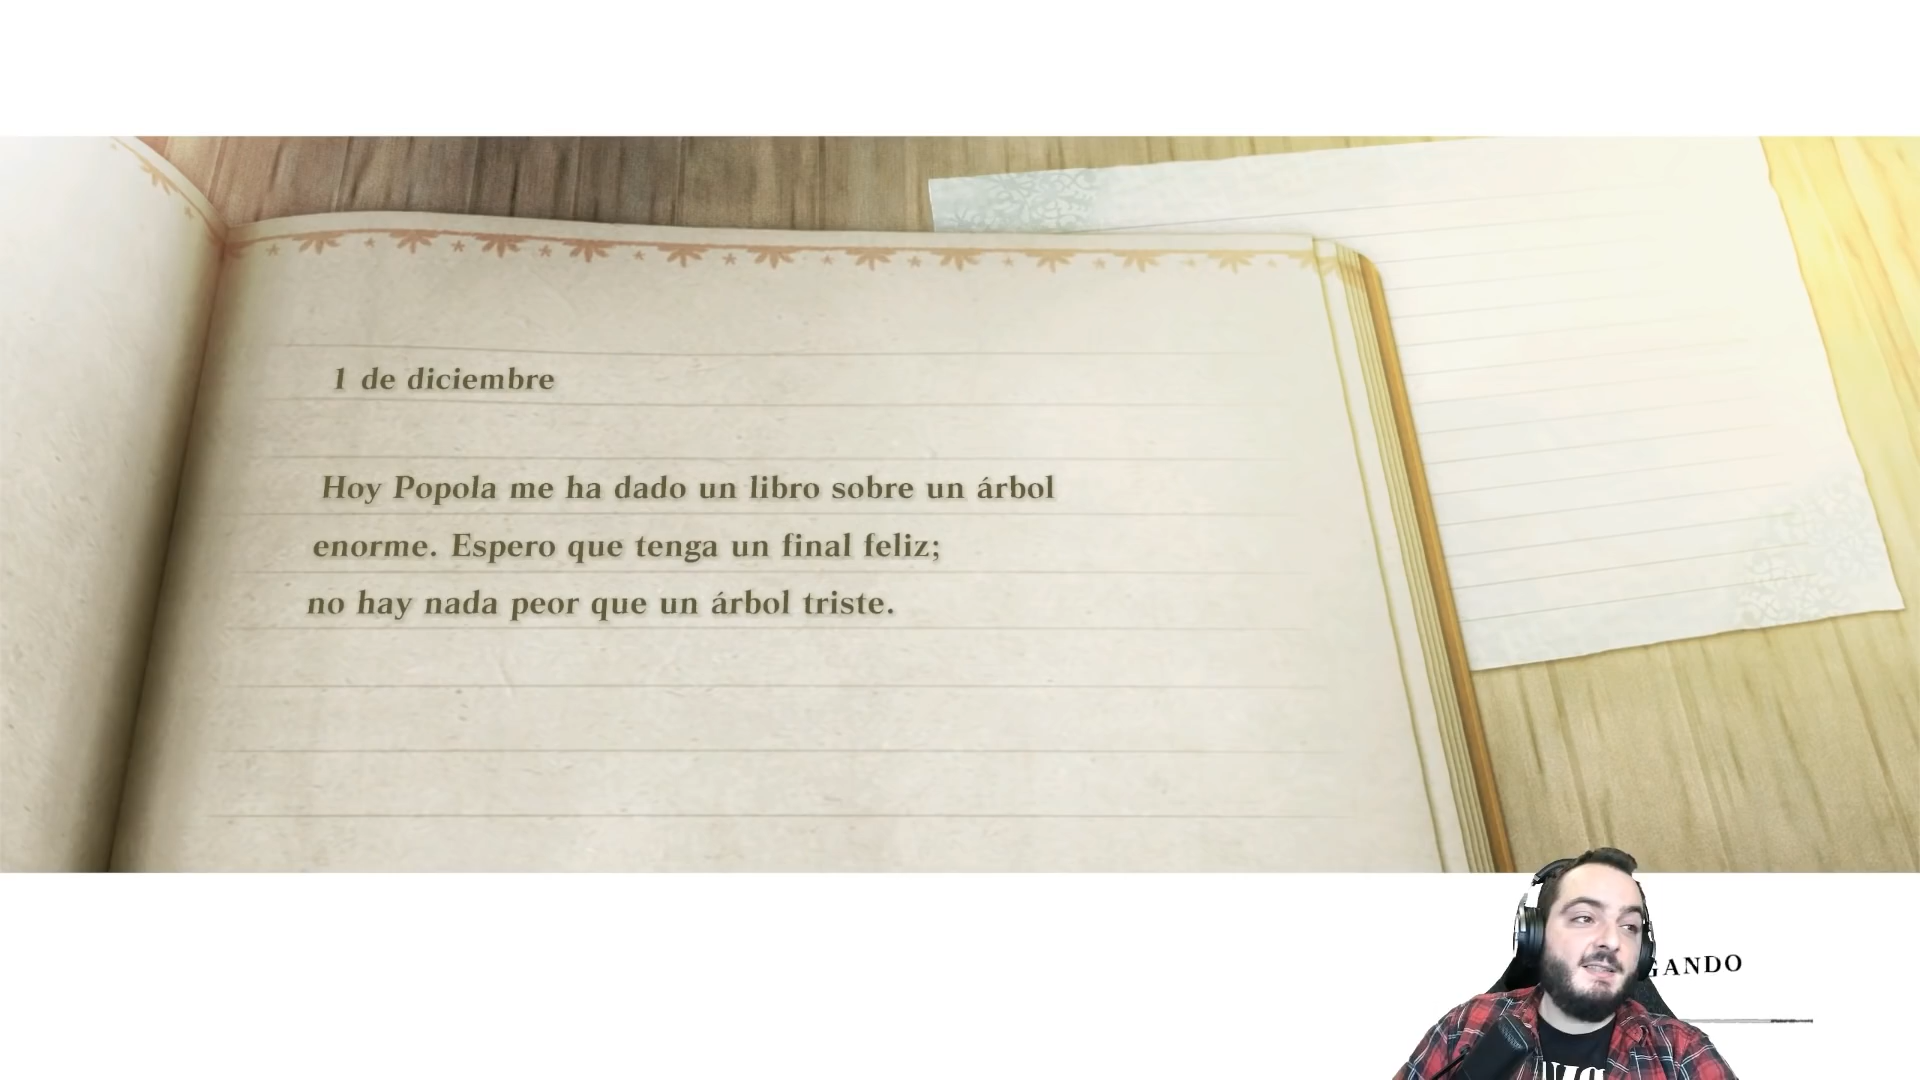 1 de diciembre
Hoy Popola me ha dado un libro sobre un árbol
enorme. Espero que tenga un final feliz;
no hay nada peor que un árbol triste.
GANDO